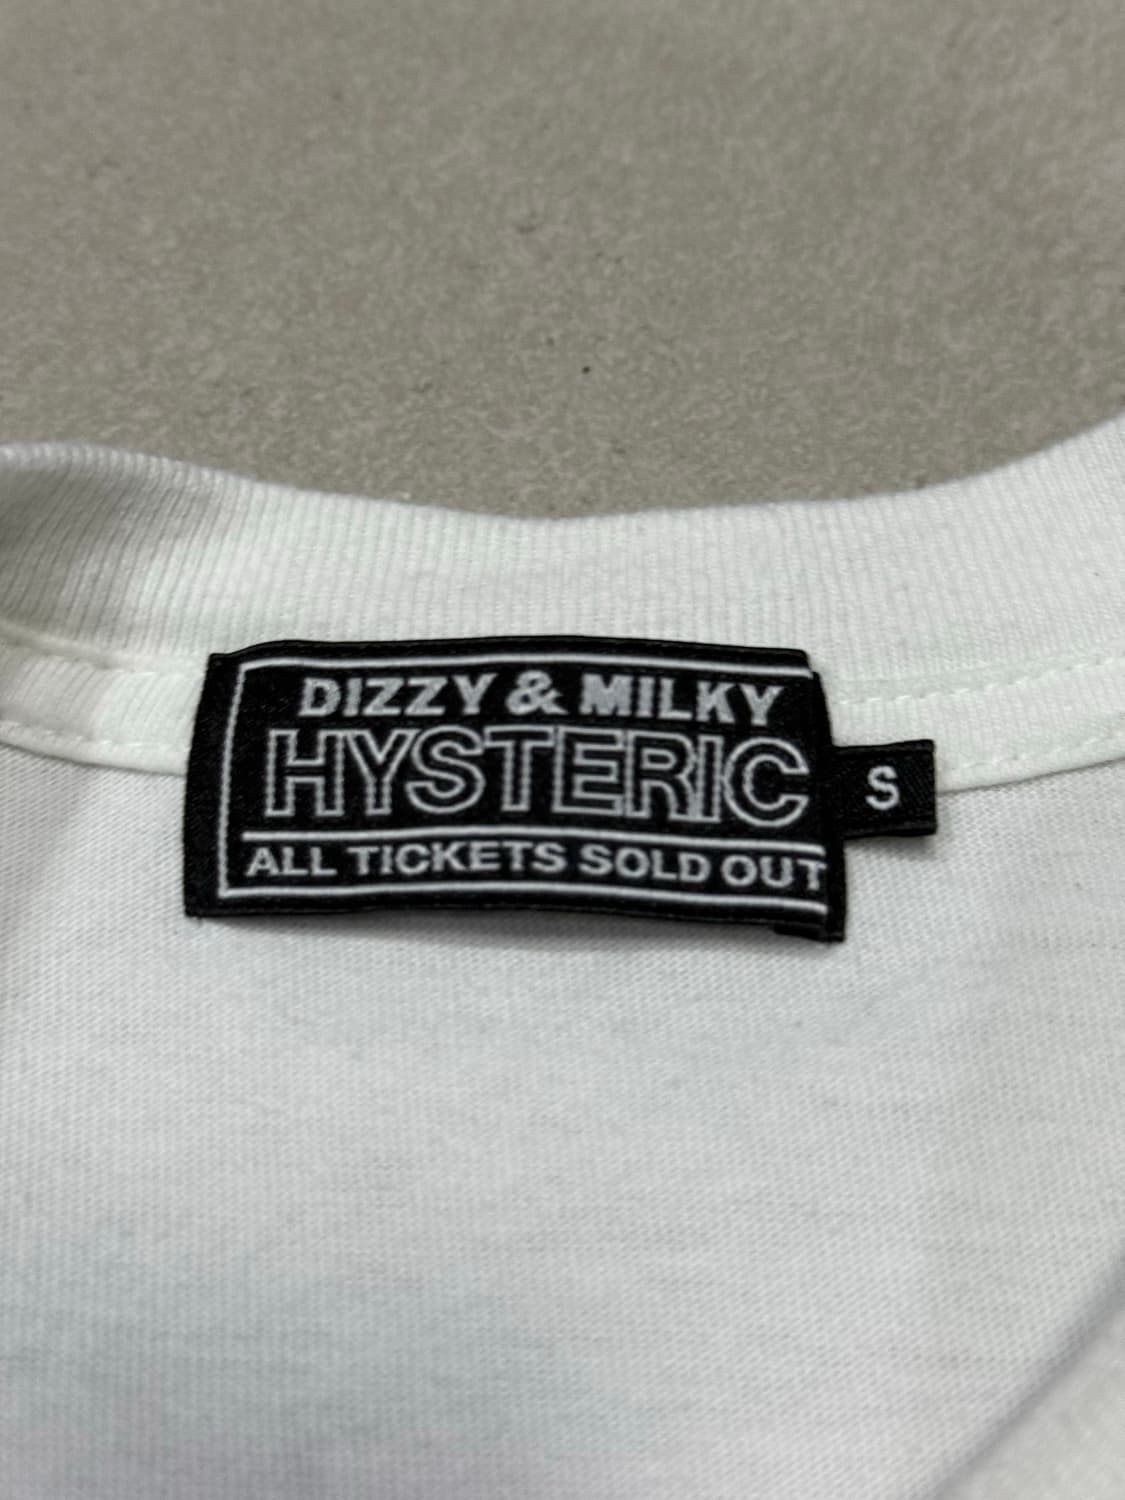 DIZZY & MILKY
HYSTERIC
ALL TICKETS SOLD OUT
S